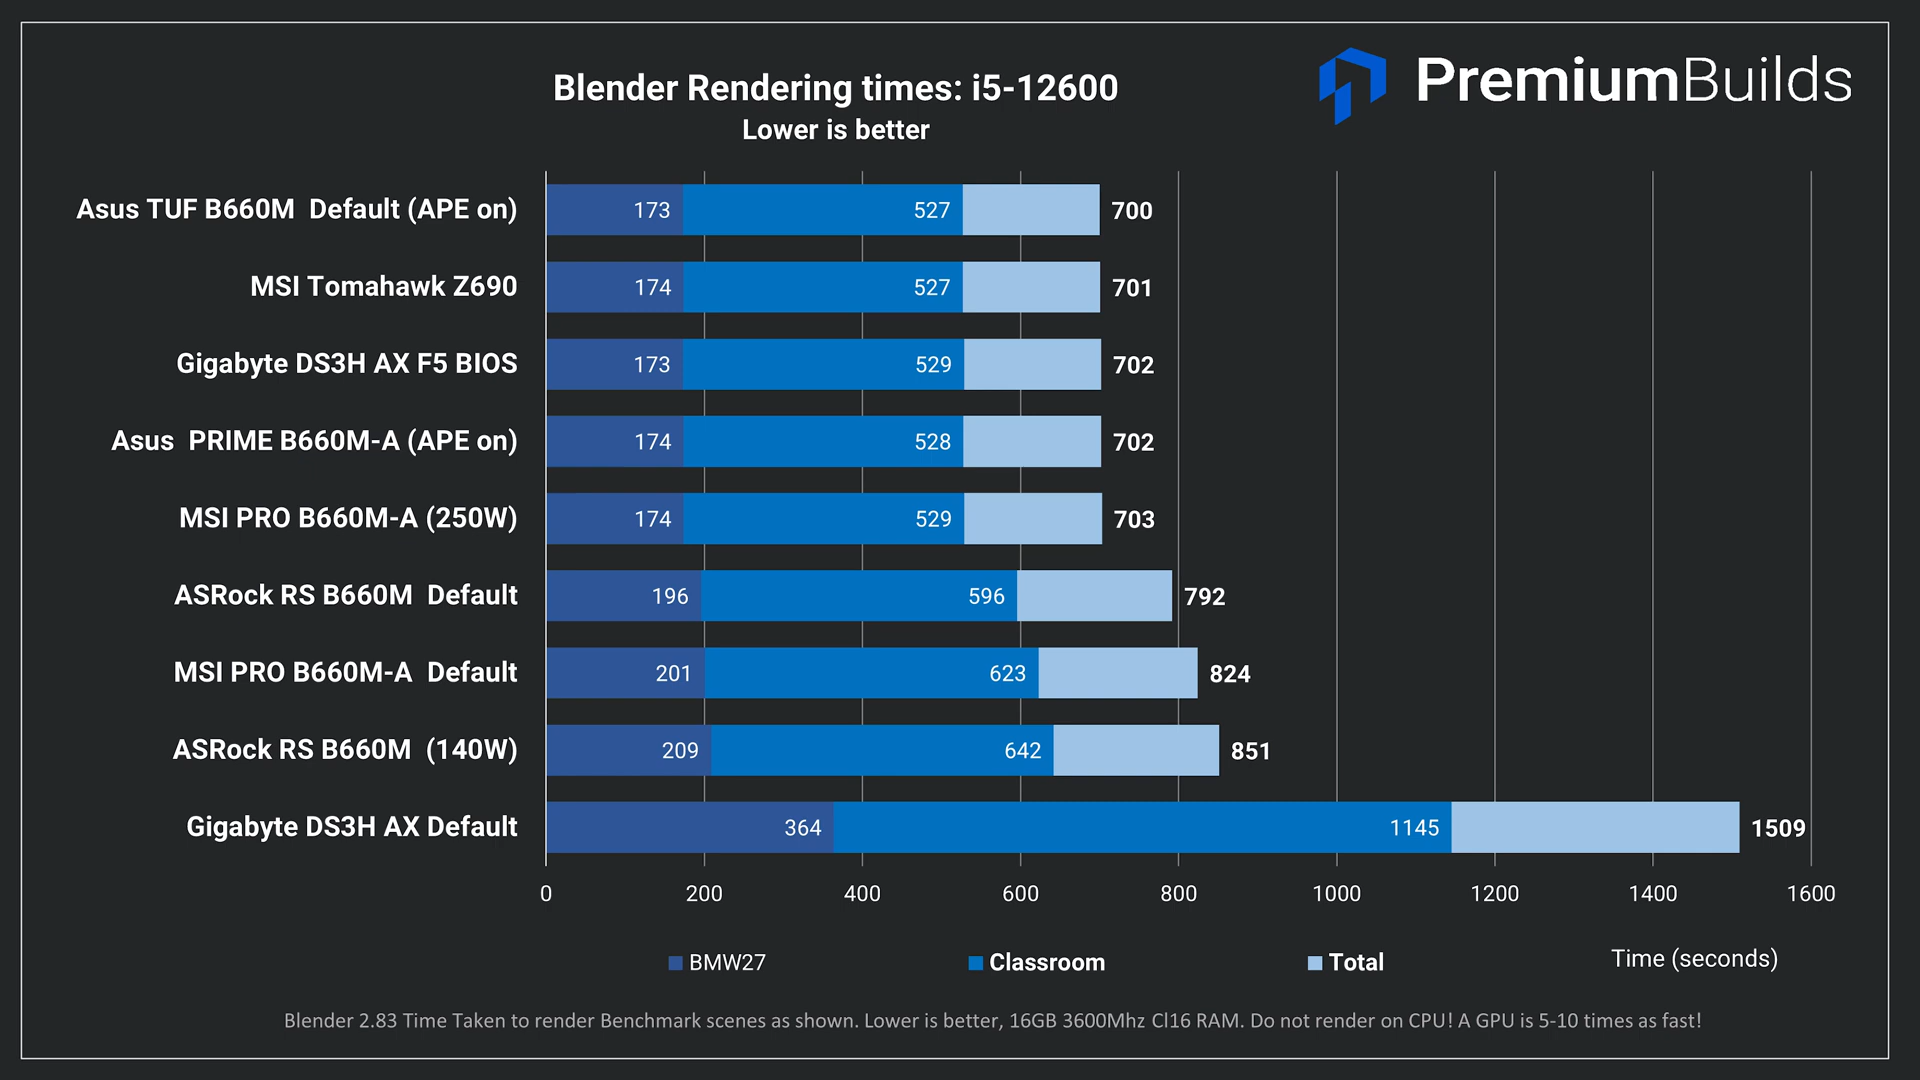 PremiumBuilds
Blender Rendering times: i5-12600
Lower is better
Asus TUF B660M  Default (APE on) 173 527 700
MSI Tomahawk Z690 174 527 701
Gigabyte DS3H AX F5 BIOS 173 529 702
Asus  PRIME B660M-A (APE on) 174 528 702
MSI PRO B660M-A (250W) 174 529 703
ASRock RS B660M  Default 196 596 792
MSI PRO B660M-A  Default 201 623 824
ASRock RS B660M  (140W) 209 642 851
Gigabyte DS3H AX Default 364 1145 1509
0 200 400 600 800 1000 1200 1400 1600
BMW27 Classroom Total Time (seconds)
Blender 2.83 Time Taken to render Benchmark scenes as shown. Lower is better, 16GB 3600Mhz Cl16 RAM. Do not render on CPU! A GPU is 5-10 times as fast!